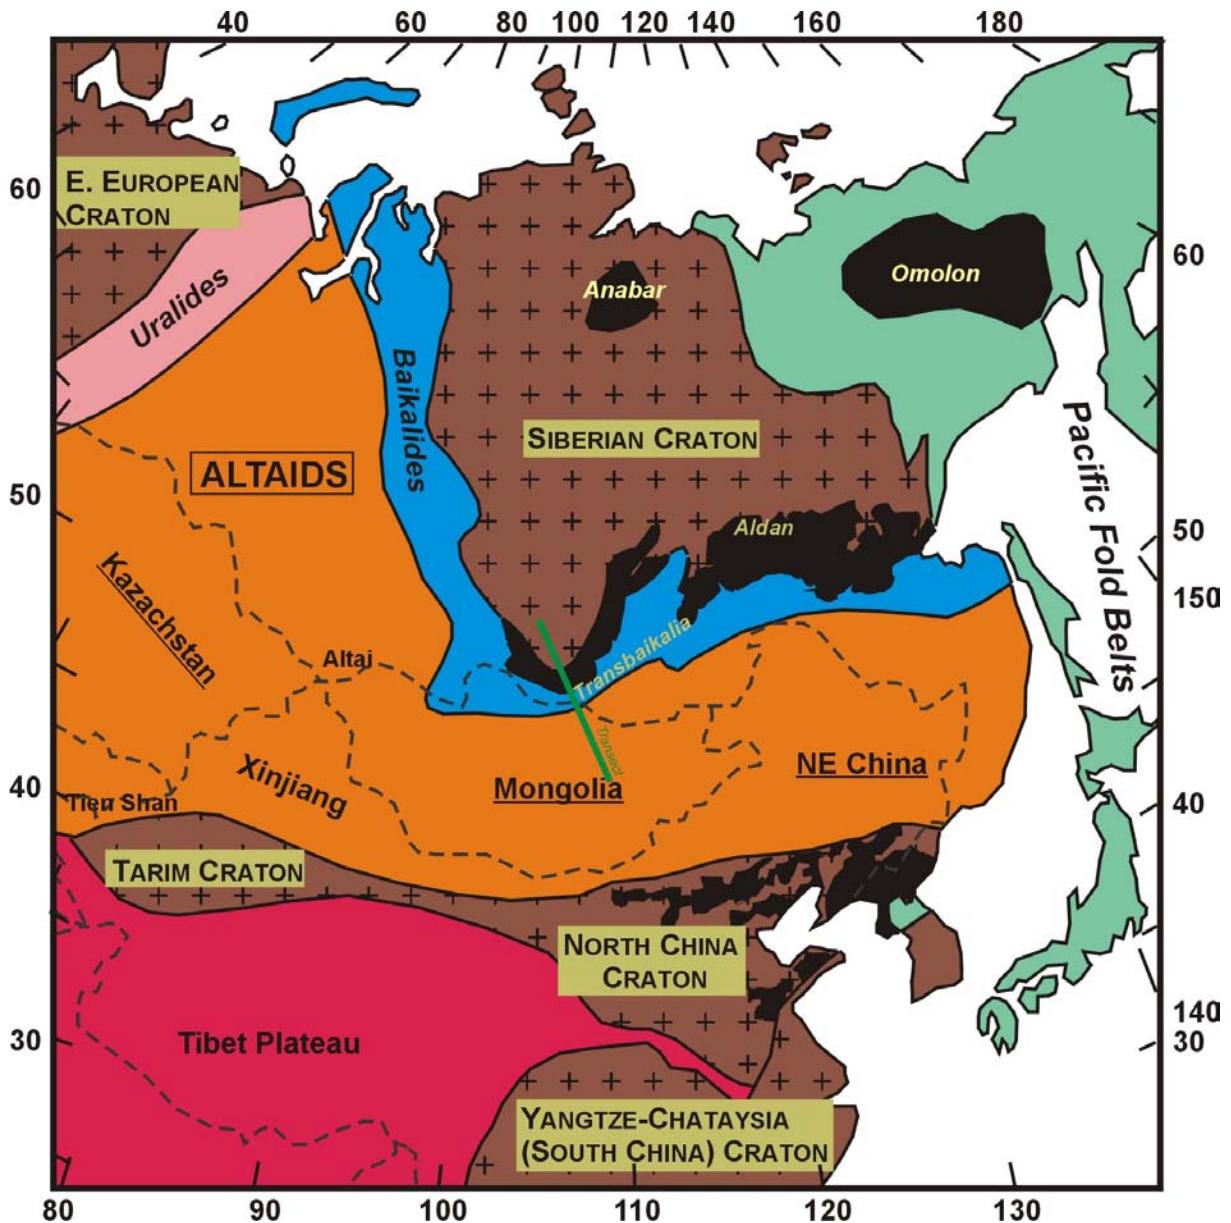 40 60 80 100 120 140 160 180
60
E. EUROPEAN
CRATON
Uralides
Anabar
Omolon
60
Baikalides
SIBERIAN CRATON
Pacific Fold Belts
ALTAIDS
50
Aldan
50
Kazachstan
150
Altai
Transbaikalia
Transect
Xinjiang
Mongolia
NE China
40
Tien Shan
40
TARIM CRATON
NORTH CHINA
CRATON
140
30
Tibet Plateau
30
YANGTZE-CHATAYSIA
(SOUTH CHINA) CRATON
80 90 100 110 120 130